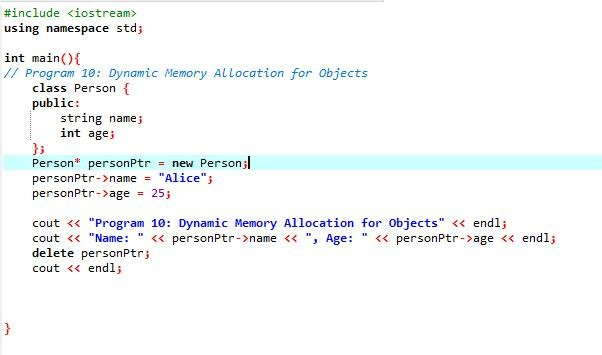 #include <iostream>
using namespace std;

int main(){
// Program 10: Dynamic Memory Allocation for Objects
    class Person {
    public:
        string name;
        int age;
    };
    Person* personPtr = new Person;
    personPtr->name = "Alice";
    personPtr->age = 25;

    cout << "Program 10: Dynamic Memory Allocation for Objects" << endl;
    cout << "Name: " << personPtr->name << ", Age: " << personPtr->age << endl;
    delete personPtr;
    cout << endl;

}